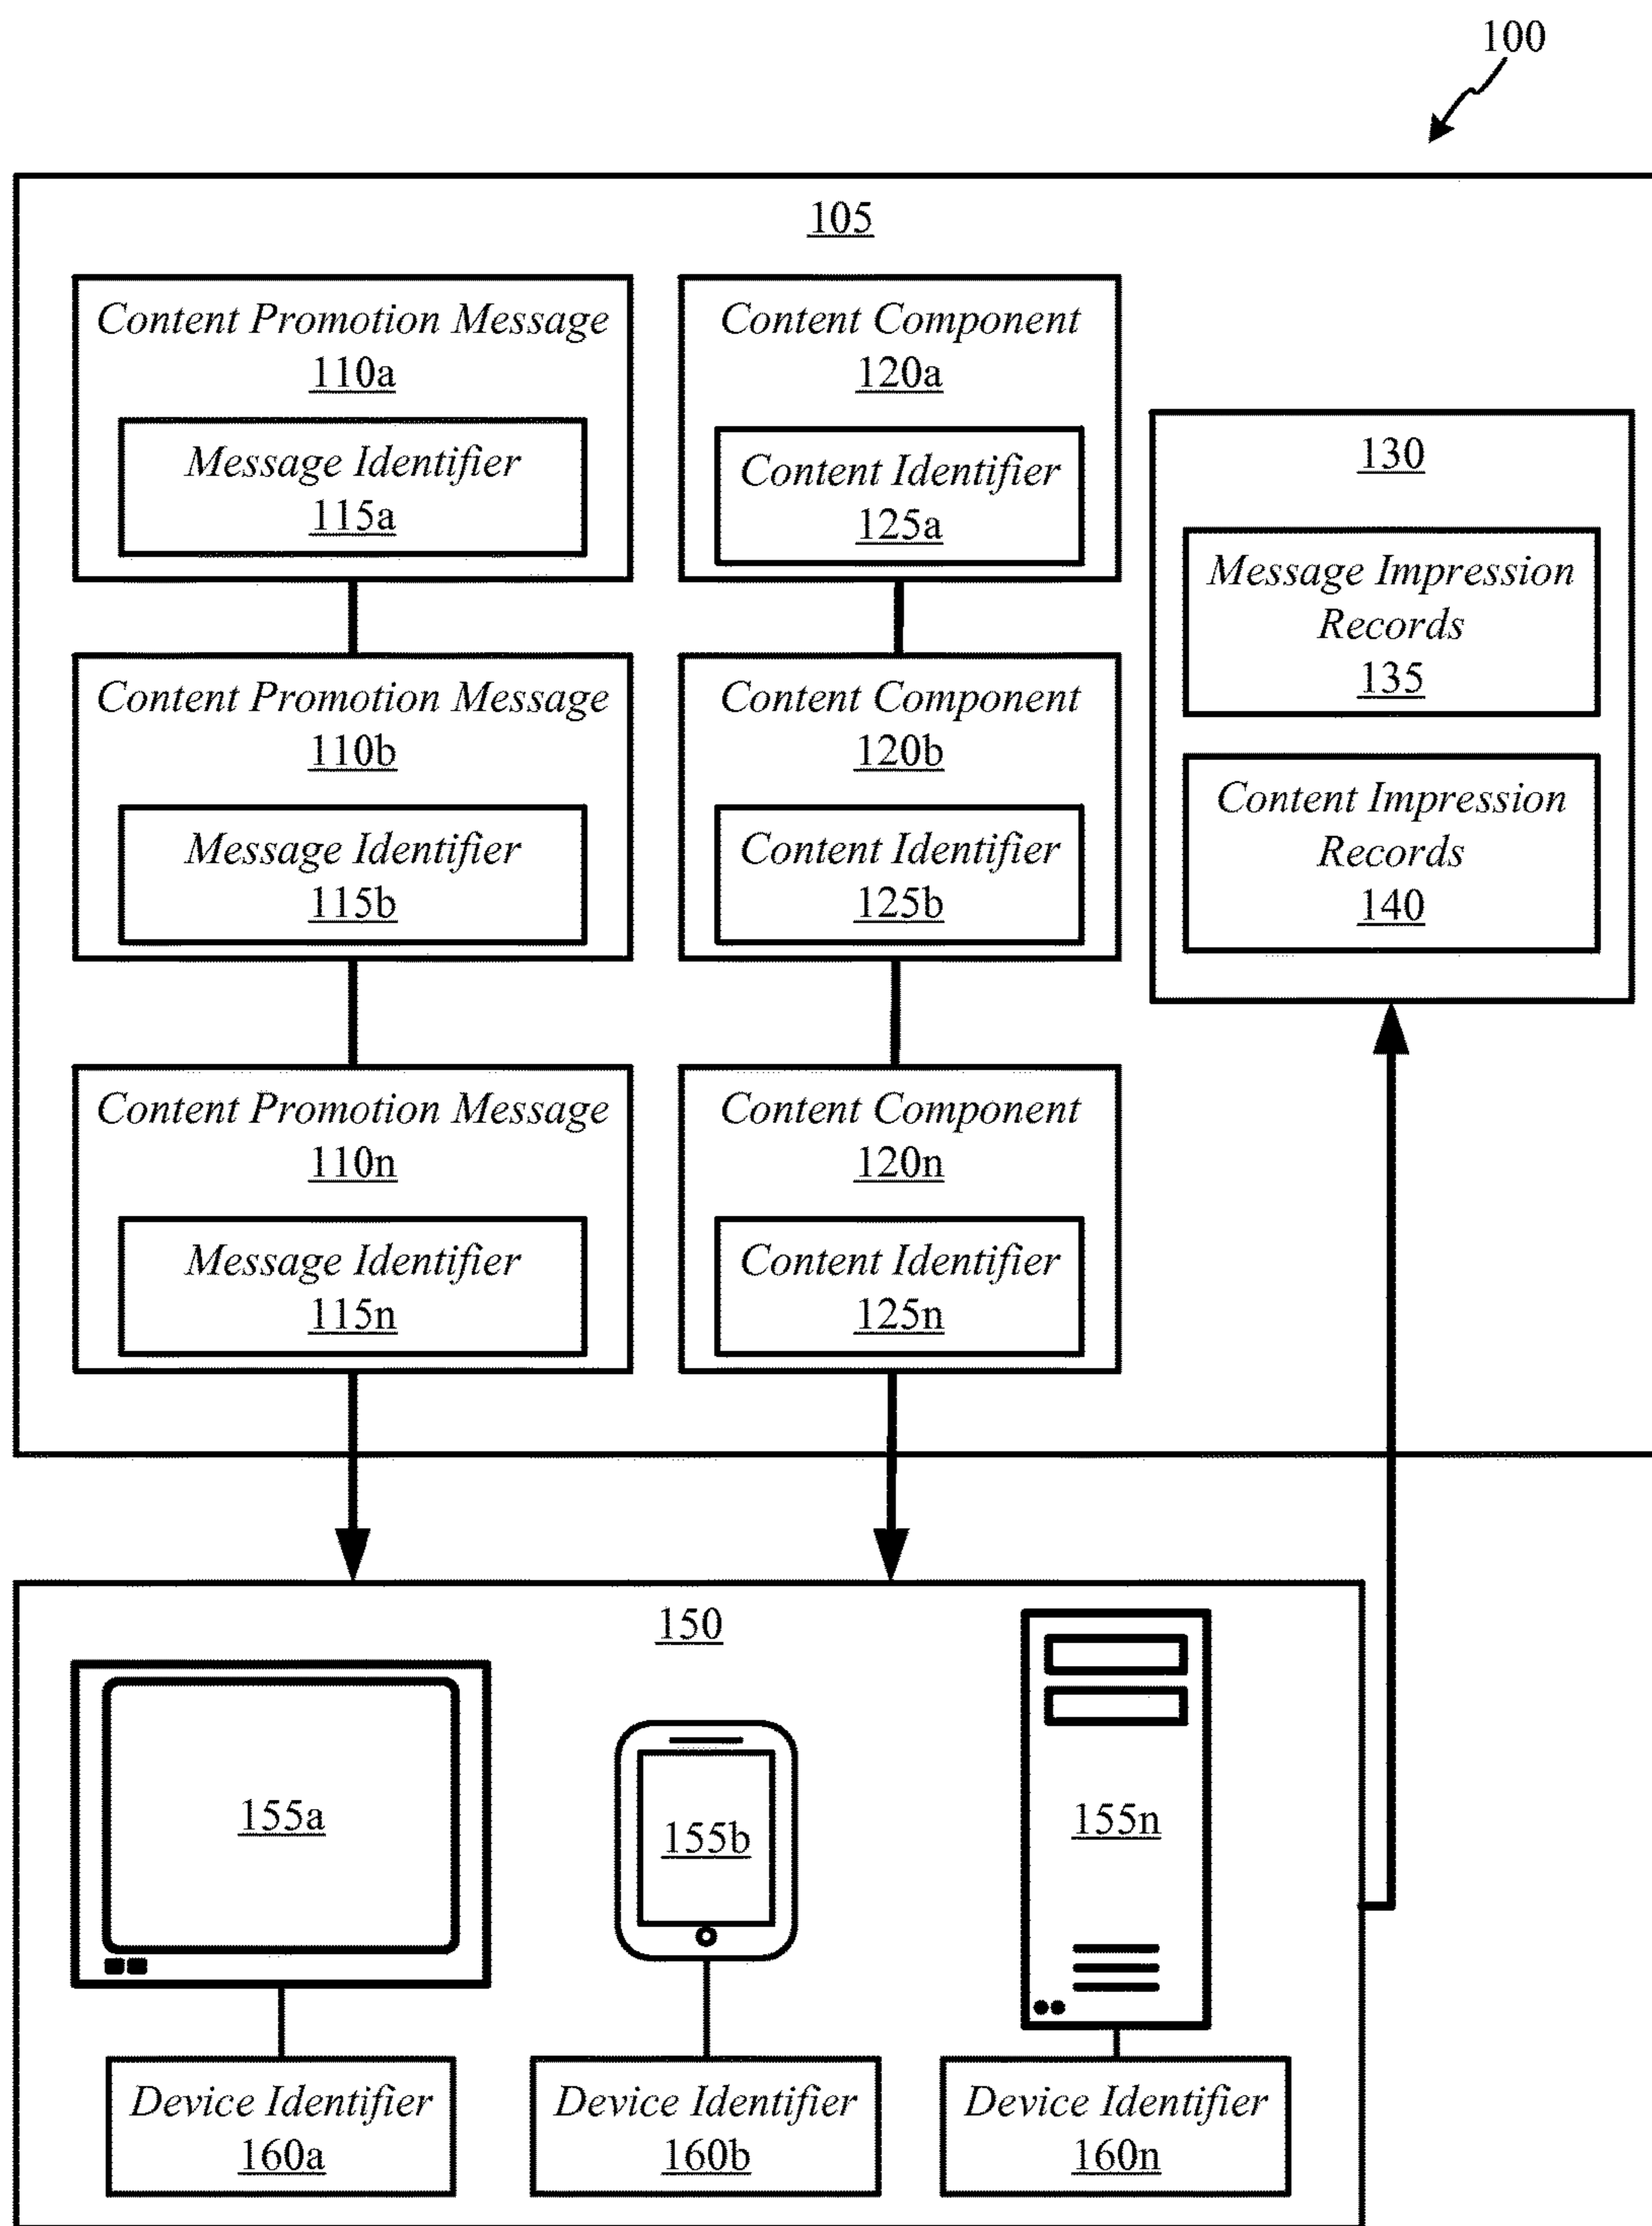 100
105
Content Promotion Message
110a
Message Identifier
115a
Content Component
120a
Content Identifier
125a
130
Message Impression
Records
135
Content Impression
Records
140
Content Promotion Message
110b
Message Identifier
115b
Content Component
120b
Content Identifier
125b
Content Promotion Message
110n
Message Identifier
115n
Content Component
120n
Content Identifier
125n
150
155a
155b
155n
Device Identifier
160a
Device Identifier
160b
Device Identifier
160n